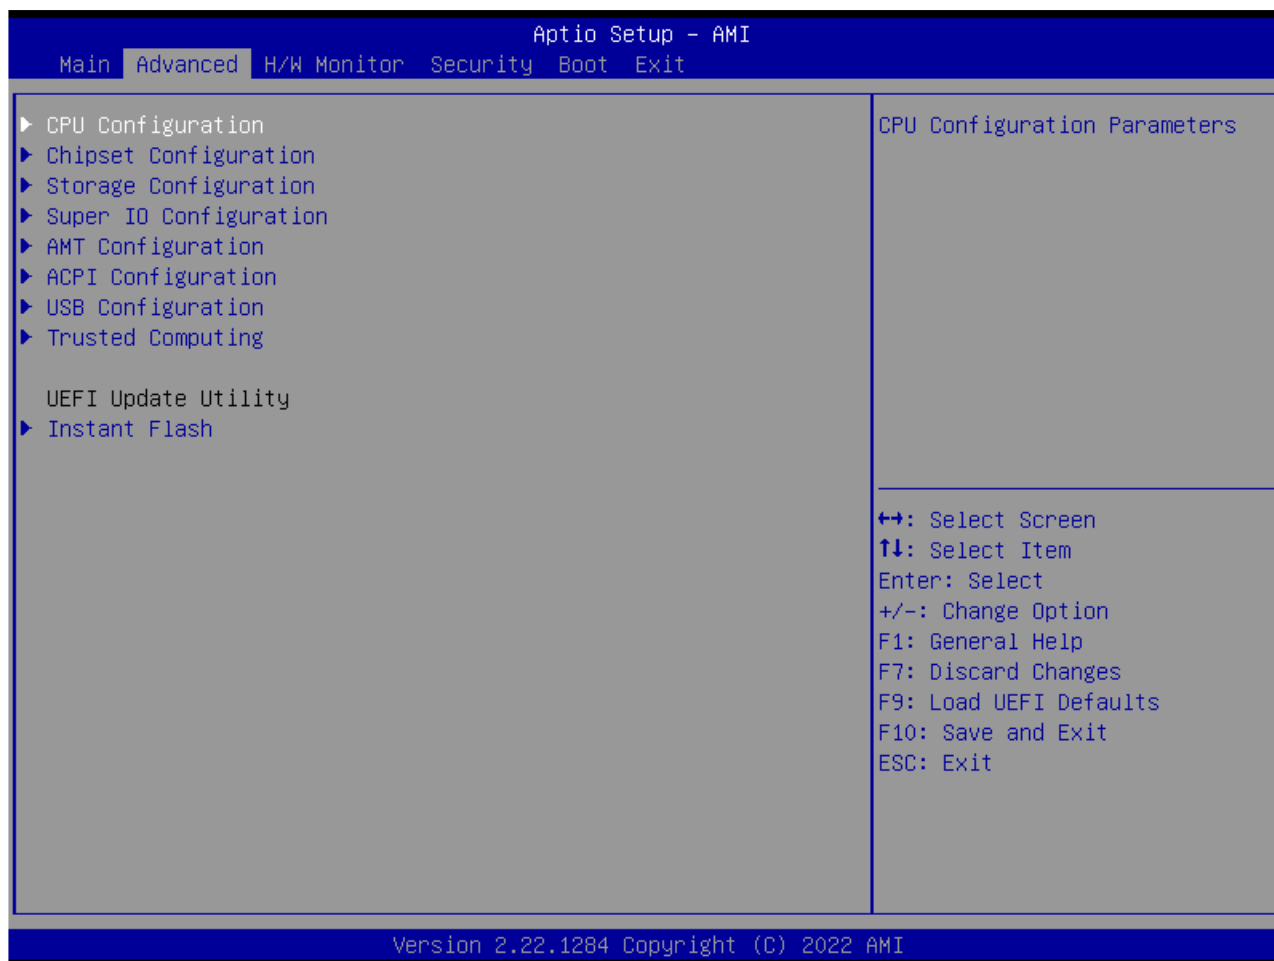 Aptio Setup - AMI
Main Advanced H/W Monitor Security Boot Exit
CPU Configuration
Chipset Configuration
Storage Configuration
Super IO Configuration
AMT Configuration
ACPI Configuration
USB Configuration
Trusted Computing
UEFI Update Utility
Instant Flash
CPU Configuration Parameters
↔: Select Screen
↑↓: Select Item
Enter: Select
+/-: Change Option
F1: General Help
F7: Discard Changes
F9: Load UEFI Defaults
F10: Save and Exit
ESC: Exit
Version 2.22.1284 Copyright (C) 2022 AMI